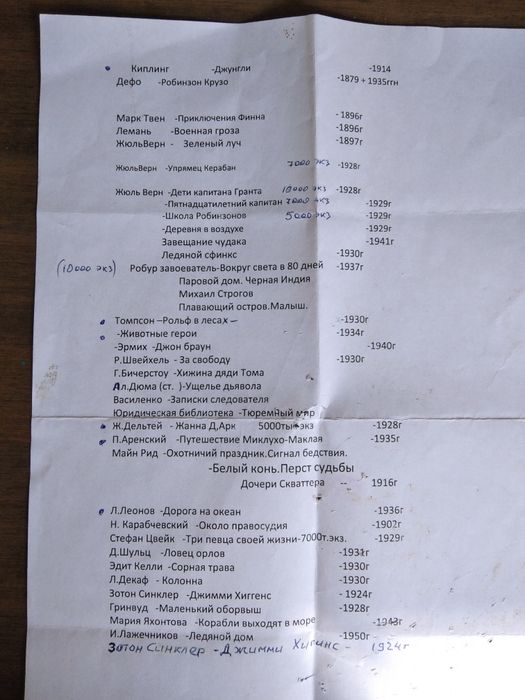 Киплинг -Джунгли -1914
Дефо -Робинзон Крузо -1879 + 1935ггн
Марк Твен -Приключения Финна -1896г
Лемань -Военная гроза -1896г
ЖюльВерн - Зеленый луч -1897г
ЖюльВерн -Упрямец Керабан 7000 экз -1928г
Жюль Верн -Дети капитана Гранта 10000 экз -1928г
-Пятнадцатилетний капитан 7000 экз -1929г
-Школа Робинзонов 5000 экз -1929г
-Деревня в воздухе -1929г
Завещание чудака -1941г
Ледяной сфинкс -1930г
(10000 экз) Робур завоеватель-Вокруг света в 80 дней -1937г
Паровой дом. Черная Индия
Михаил Строгов
Плавающий остров.Малыш.
Томпсон –Рольф в лесах – -1930г
-Животные герои -1934г
-Эрмих -Джон браун -1940г
Р.Швейхель - За свободу -1930г
Г.Бичерстоу -Хижина дяди Тома
Ал.Дюма (ст. )-Ущелье дьявола
Василенко -Записки следователя
Юридическая библиотека -Тюремный мир
Ж.Дельтей - Жанна Д,Арк 5000тыс экз -1928г
П.Аренский -Путешествие Миклухо-Маклая -1935г
Майн Рид -Охотничий праздник.Сигнал бедствия.
-Белый конь.Перст судьбы
Дочери Скваттера -- 1916г
Л.Леонов -Дорога на океан -1936г
Н. Карабчевский -Около правосудия -1902г
Стефан Цвейк -Три певца своей жизни-7000т.экз. -1929г
Д.Шульц -Ловец орлов -1931г
Эдит Келли -Сорная трава -1930г
Л.Декаф - Колонна -1930г
Зотон Синклер -Джимми Хиггенс - 1924г
Гринвуд -Маленький оборвыш -1928г
Мария Яхонтова -Корабли выходят в море -1943г
И.Лажечников -Ледяной дом -1950г
Зотон Синклер - Джимми Хигинс - 1924г